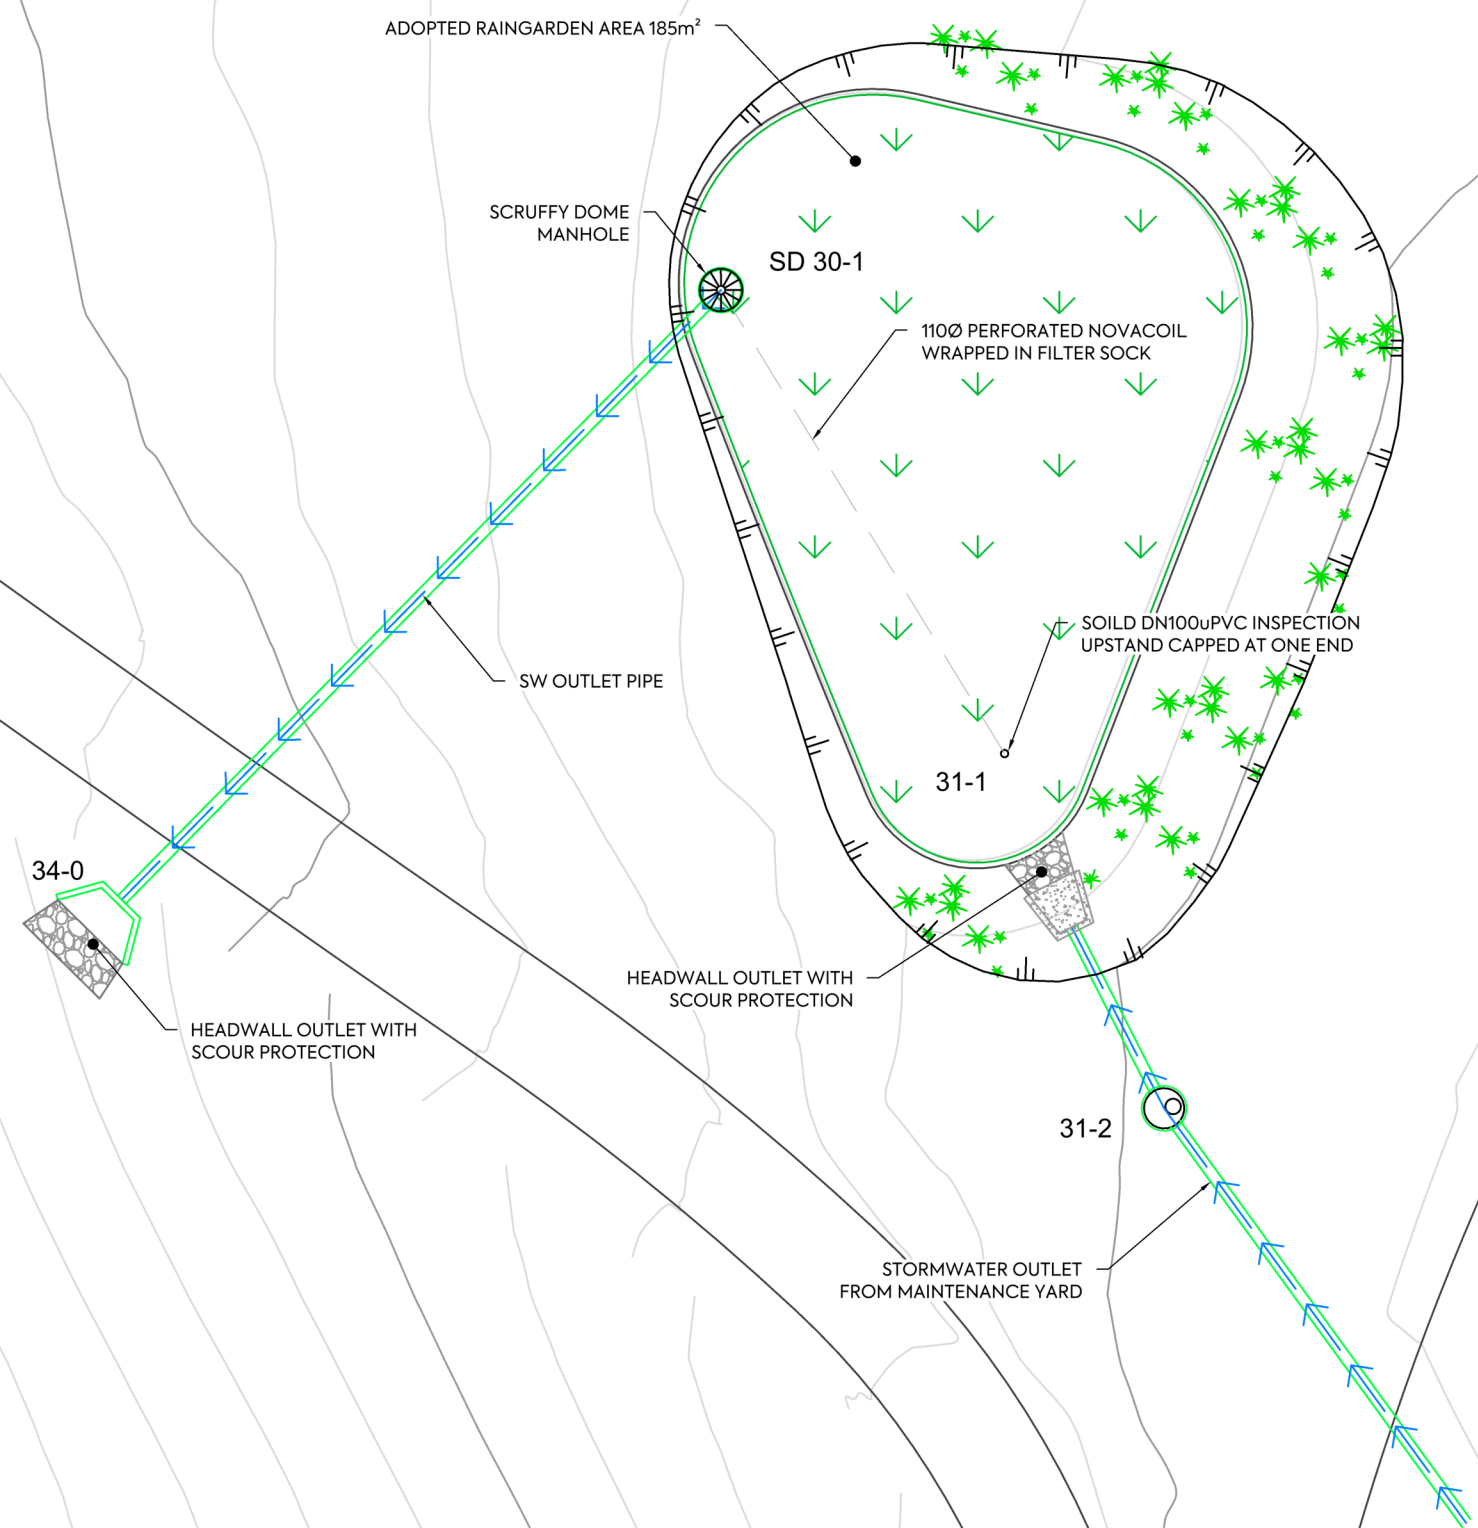 ADOPTED RAINGARDEN AREA 185m²
SCRUFFY DOME
MANHOLE
SD 30-1
110Ø PERFORATED NOVACOIL
WRAPPED IN FILTER SOCK
SOILD DN100uPVC INSPECTION
UPSTAND CAPPED AT ONE END
SW OUTLET PIPE
31-1
34-0
HEADWALL OUTLET WITH
SCOUR PROTECTION
HEADWALL OUTLET WITH
SCOUR PROTECTION
31-2
STORMWATER OUTLET
FROM MAINTENANCE YARD